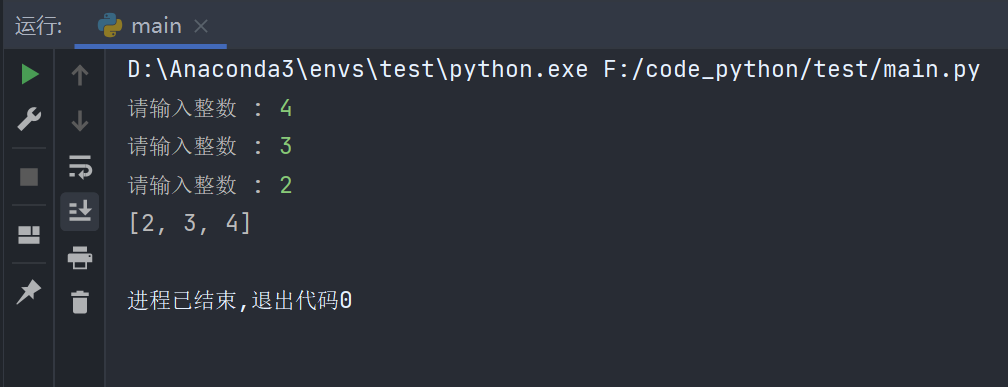 运行: main
D:\Anaconda3\envs\test\python.exe F:/code_python/test/main.py
请输入整数 : 4
请输入整数 : 3
请输入整数 : 2
[2, 3, 4]
进程已结束,退出代码0